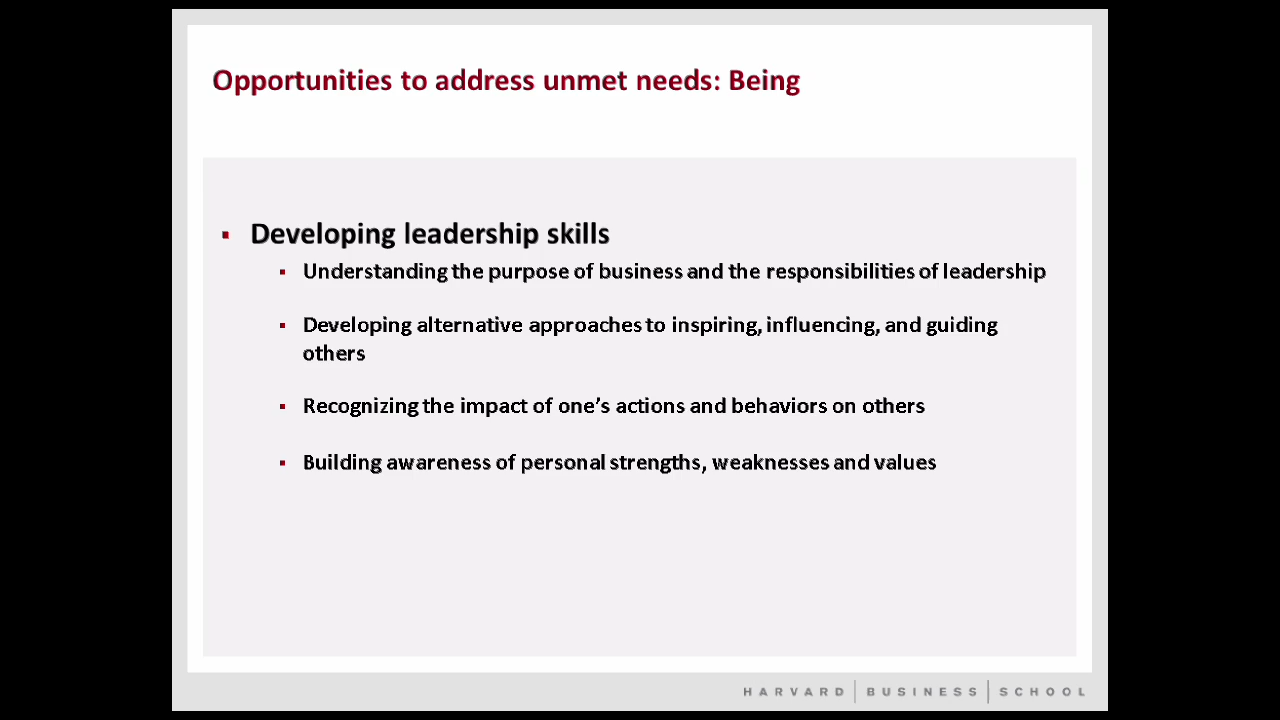 Opportunities to address unmet needs: Being
▪ Developing leadership skills
▪ Understanding the purpose of business and the responsibilities of leadership
▪ Developing alternative approaches to inspiring, influencing, and guiding
others
▪ Recognizing the impact of one’s actions and behaviors on others
▪ Building awareness of personal strengths, weaknesses and values
HARVARD | BUSINESS | SCHOOL